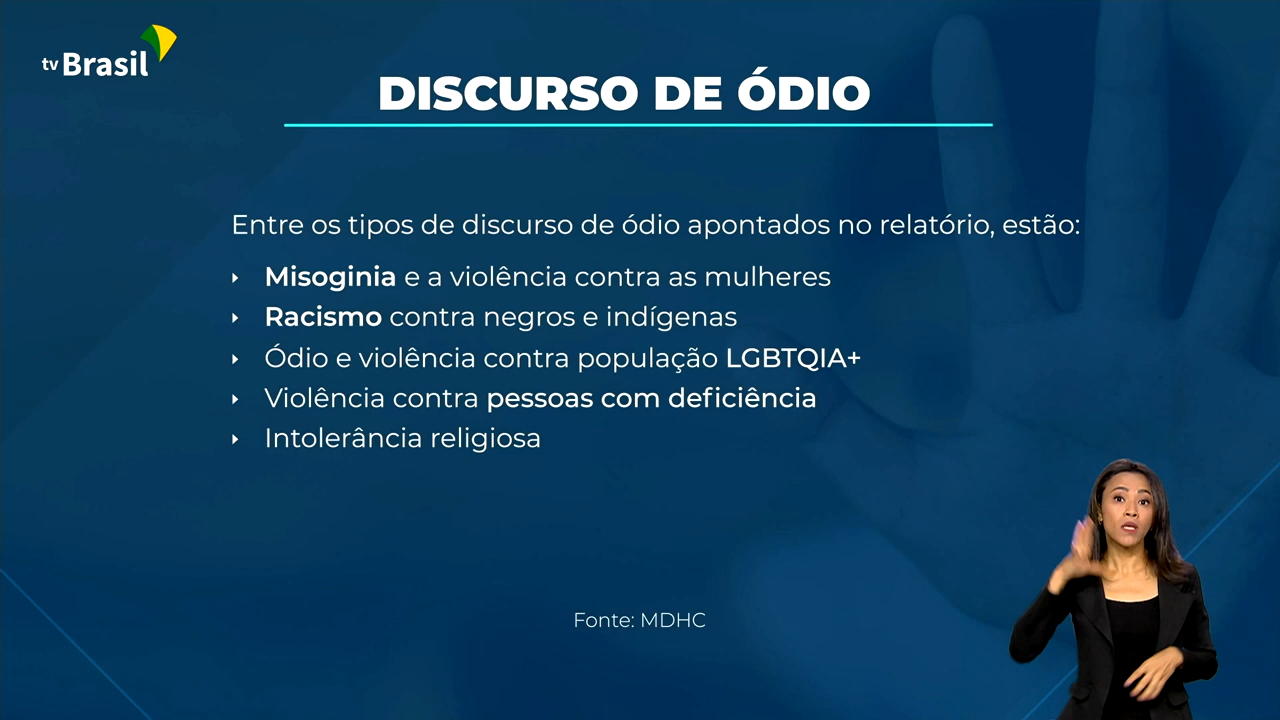 tv Brasil
DISCURSO DE ÓDIO
Entre os tipos de discurso de ódio apontados no relatório, estão:
Misoginia e a violência contra as mulheres
Racismo contra negros e indígenas
Ódio e violência contra população LGBTQIA+
Violência contra pessoas com deficiência
Intolerância religiosa
Fonte: MDHC